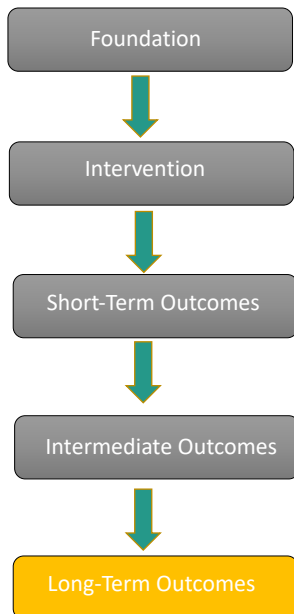 Foundation
Intervention
Short-Term Outcomes
Intermediate Outcomes
Long-Term Outcomes